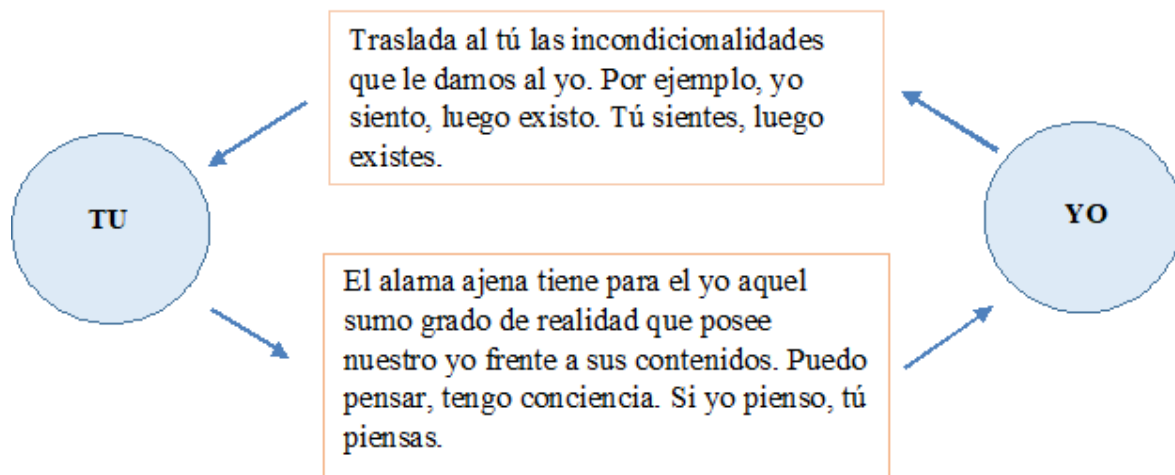 Traslada al tú las incondicionalidades
que le damos al yo. Por ejemplo, yo
siento, luego existo. Tú sientes, luego
existes.
TU
YO
El alama ajena tiene para el yo aquel
sumo grado de realidad que posee
nuestro yo frente a sus contenidos. Puedo
pensar, tengo conciencia. Si yo pienso, tú
piensas.